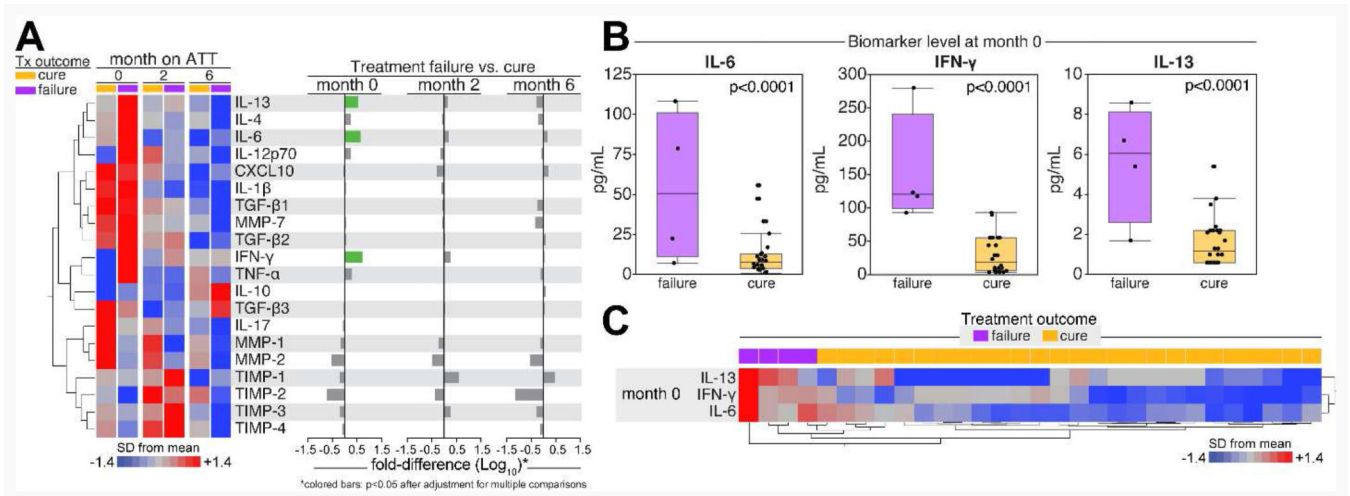 A
Tx outcome
cure
failure
month on ATT
0 2 6
Treatment failure vs. cure
month 0 month 2 month 6
IL-13
IL-4
IL-6
IL-12p70
CXCL10
IL-1β
TGF-β1
MMP-7
TGF-β2
IFN-γ
TNF-α
IL-10
TGF-β3
IL-17
MMP-1
MMP-2
TIMP-1
TIMP-2
TIMP-3
TIMP-4
SD from mean
-1.4 +1.4
-1.5 -0.5 0.5 1.5 -1.5 -0.5 0.5 1.5 -1.5 -0.5 0.5 1.5
fold-difference (Log10)*
*colored bars: p<0.05 after adjustment for multiple comparisons
B
Biomarker level at month 0
IL-6
p<0.0001
pg/mL
125
100
75
50
25
0
failure cure
IFN-γ
p<0.0001
pg/mL
300
250
200
150
100
50
0
failure cure
IL-13
p<0.0001
pg/mL
10
8
6
4
2
0
failure cure
C
Treatment outcome
failure cure
month 0
IL-13
IFN-γ
IL-6
SD from mean
-1.4 +1.4